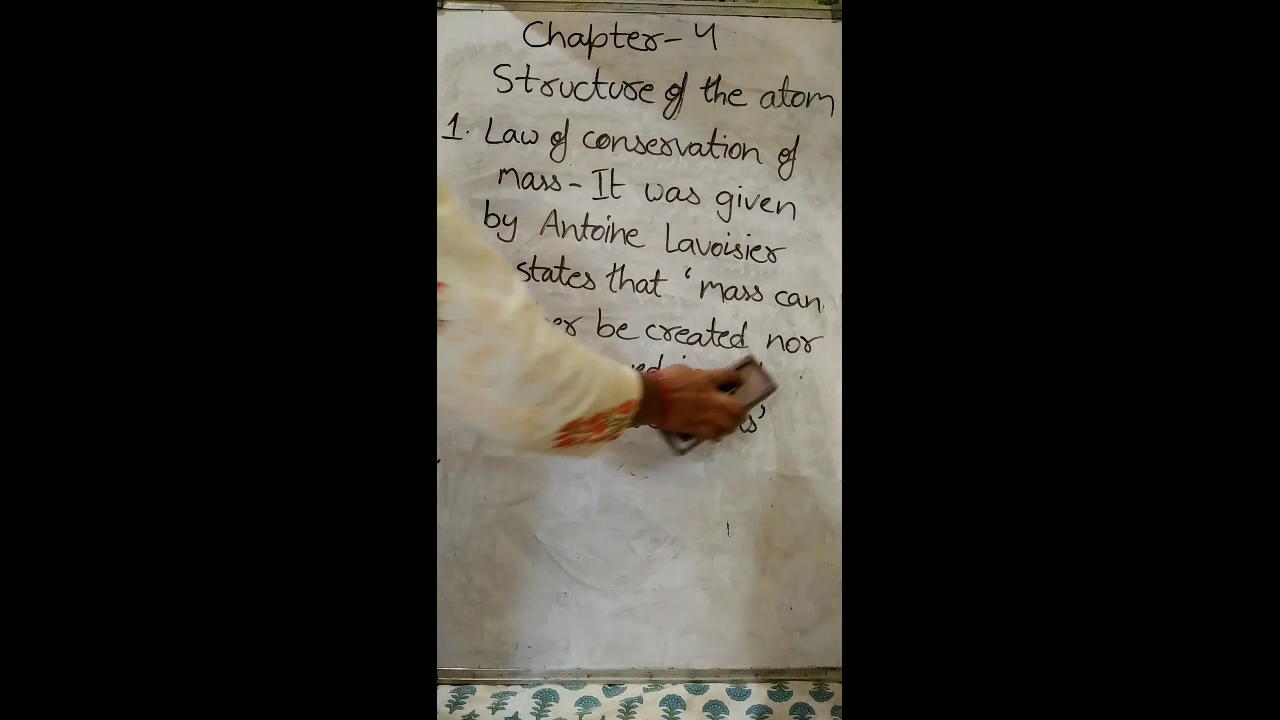 Chapter-4
Structure of the atom
1. Law of conservation of
mass - It was given
by Antoine Lavoisier
states that 'mass can
be created nor